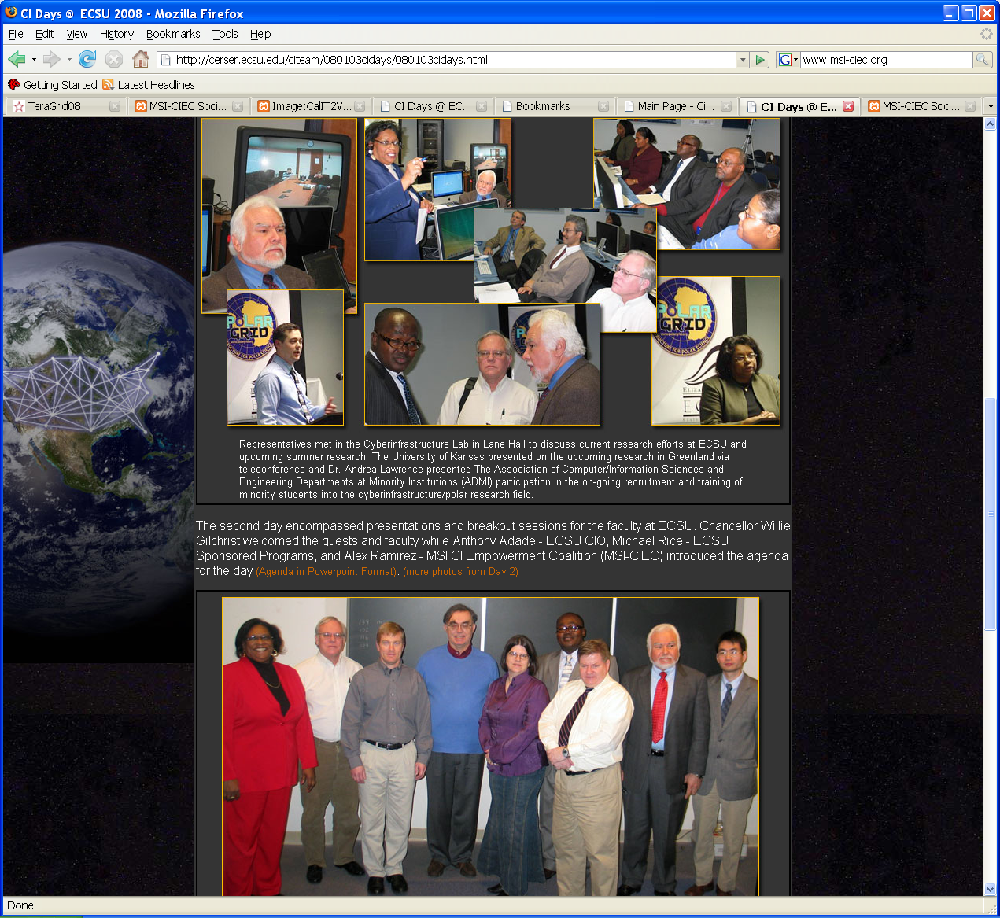 CI Days @ ECSU 2008 - Mozilla Firefox
File Edit View History Bookmarks Tools Help
http://cerser.ecsu.edu/citeam/080103cidays/080103cidays.html
G www.msi-ciec.org
Getting Started Latest Headlines
TeraGrid08 MSI-CIEC Soci... Image:CalIT2V... CI Days @ EC... Bookmarks Main Page - Ci... CI Days @ E... MSI-CIEC Soci...
POLAR
GRID
POLAR
GRID
Representatives met in the Cyberinfrastructure Lab in Lane Hall to discuss current research efforts at ECSU and
upcoming summer research. The University of Kansas presented on the upcoming research in Greenland via
teleconference and Dr. Andrea Lawrence presented The Association of Computer/Information Sciences and
Engineering Departments at Minority Institutions (ADMI) participation in the on-going recruitment and training of
minority students into the cyberinfrastructure/polar research field.
The second day encompassed presentations and breakout sessions for the faculty at ECSU. Chancellor Willie
Gilchrist welcomed the guests and faculty while Anthony Adade - ECSU CIO, Michael Rice - ECSU
Sponsored Programs, and Alex Ramirez - MSI CI Empowerment Coalition (MSI-CIEC) introduced the agenda
for the day (Agenda in Powerpoint Format). (more photos from Day 2)
Done